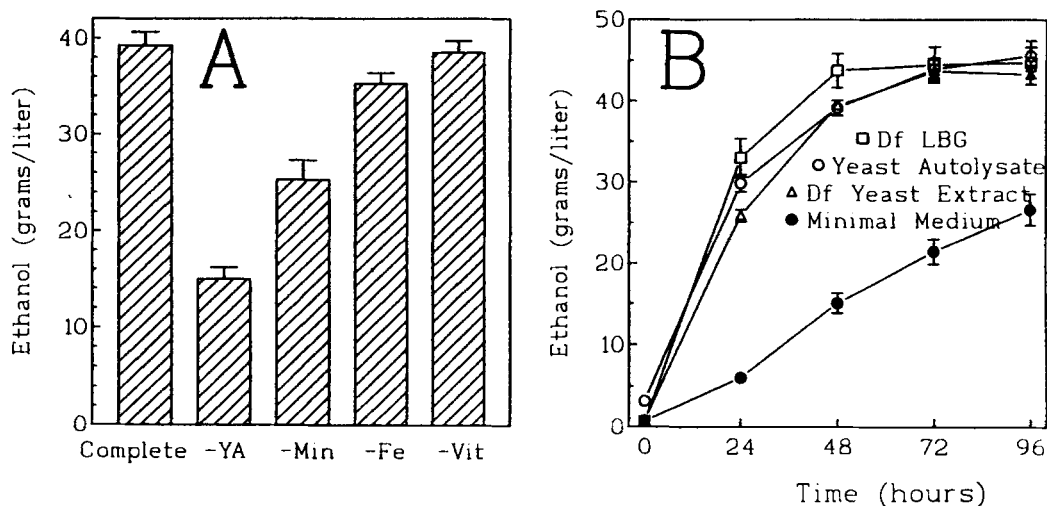 A
Ethanol (grams/liter)
40
30
20
10
0
Complete -YA -Min -Fe -Vit
B
Ethanol (grams/liter)
50
40
30
20
10
0
Df LBG
Yeast Autolysate
Df Yeast Extract
Minimal Medium
0 24 48 72 96
Time (hours)